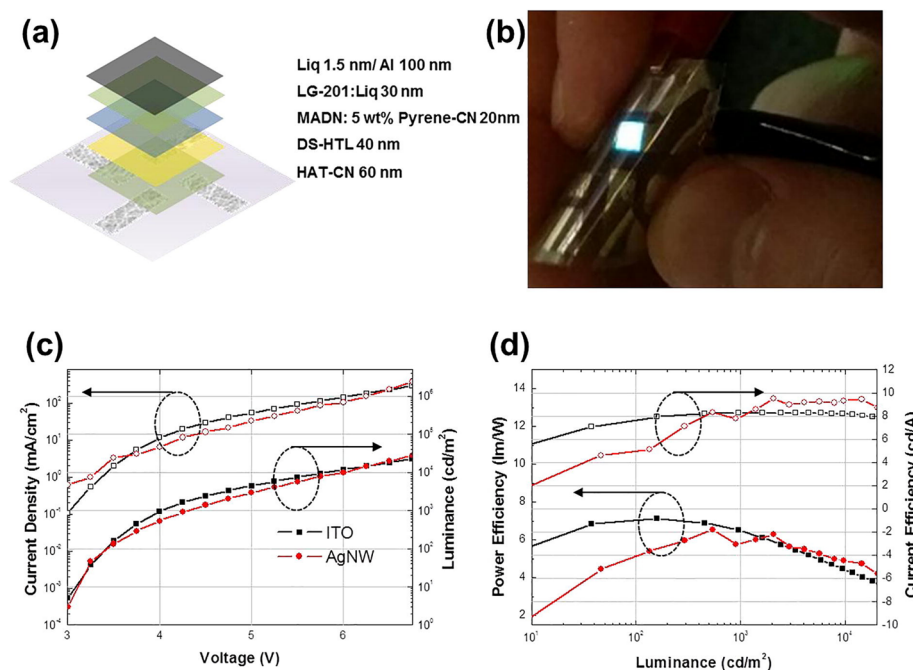 (a)
Liq 1.5 nm/ Al 100 nm
LG-201:Liq 30 nm
MADN: 5 wt% Pyrene-CN 20nm
DS-HTL 40 nm
HAT-CN 60 nm
(b)
(c)
10⁴
10³
10²
10¹
10⁰
10⁻¹
10⁻²
10⁻³
10⁻²
Current Density (mA/cm²)
3
4
5
6
Voltage (V)
10⁶
10⁵
10⁴
10³
10²
10¹
10⁰
Luminance (cd/m²)
ITO
AgNW
(d)
14
12
10
8
6
4
2
Power Efficiency (lm/W)
10¹
10²
10³
10⁴
Luminance (cd/m²)
12
10
8
6
4
2
0
-2
-4
-6
-8
-10
Current Efficiency (cd/A)